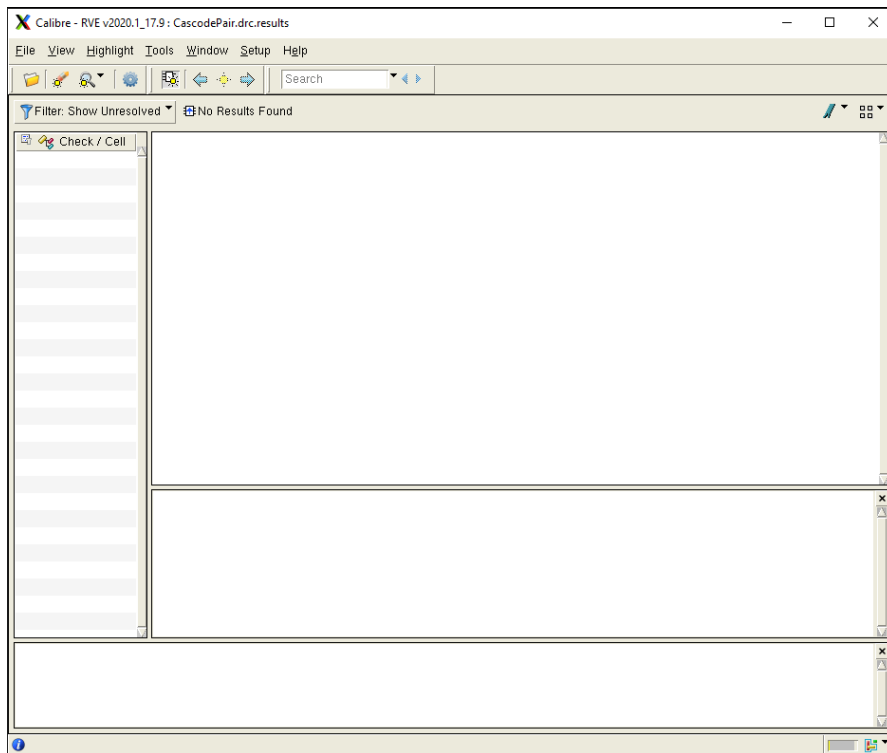 Calibre - RVE v2020.1_17.9 : CascodePair.drc.results
File View Highlight Tools Window Setup Help
Search
Filter: Show Unresolved No Results Found
Check / Cell